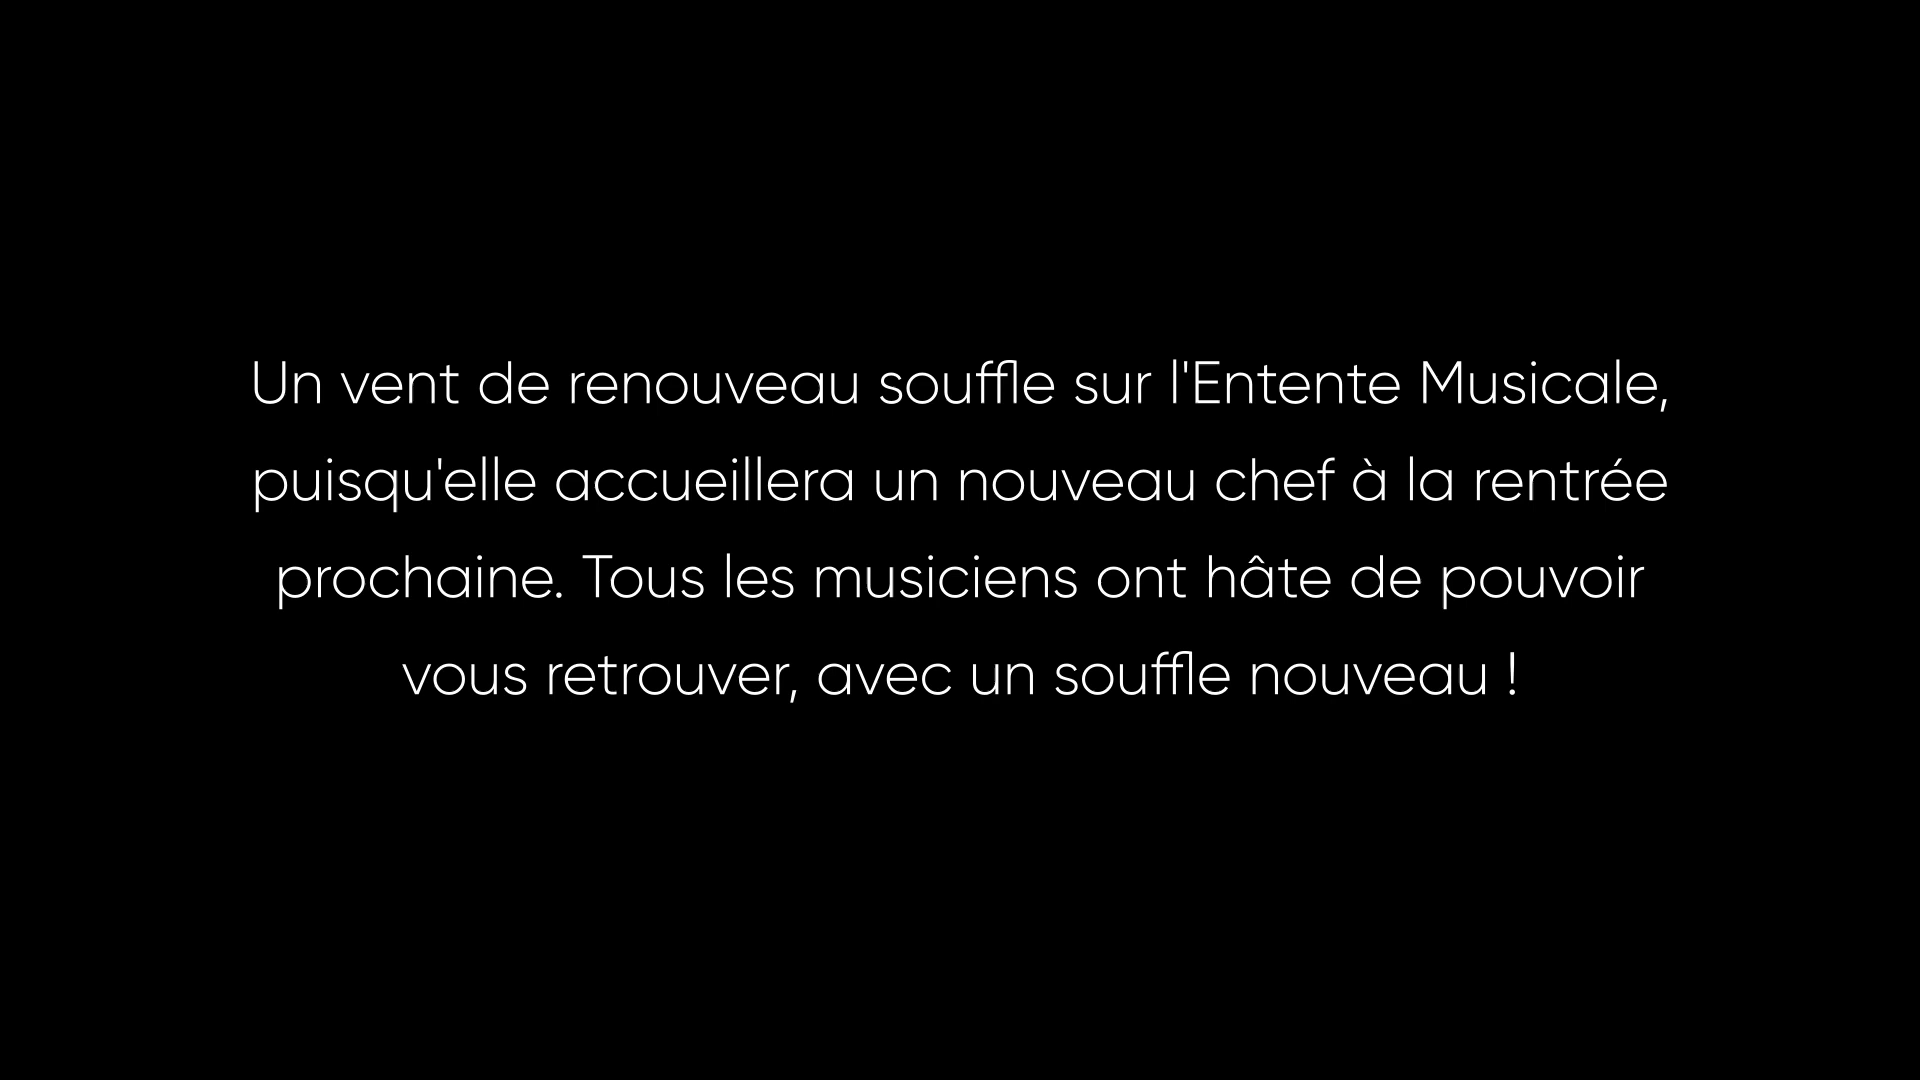 Un vent de renouveau souffle sur l'Entente Musicale,
puisqu'elle accueillera un nouveau chef à la rentrée
prochaine. Tous les musiciens ont hâte de pouvoir
vous retrouver, avec un souffle nouveau !